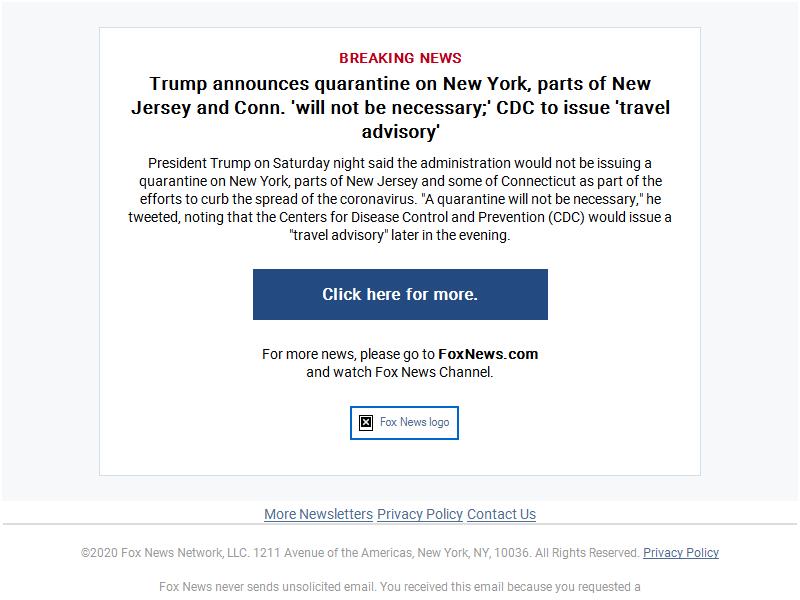 BREAKING NEWS
Trump announces quarantine on New York, parts of New
Jersey and Conn. 'will not be necessary;' CDC to issue 'travel
advisory'
President Trump on Saturday night said the administration would not be issuing a
quarantine on New York, parts of New Jersey and some of Connecticut as part of the
efforts to curb the spread of the coronavirus. "A quarantine will not be necessary," he
tweeted, noting that the Centers for Disease Control and Prevention (CDC) would issue a
"travel advisory" later in the evening.
Click here for more.
For more news, please go to FoxNews.com
and watch Fox News Channel.
Fox News logo
More Newsletters Privacy Policy Contact Us
©2020 Fox News Network, LLC. 1211 Avenue of the Americas, New York, NY, 10036. All Rights Reserved. Privacy Policy
Fox News never sends unsolicited email. You received this email because you requested a